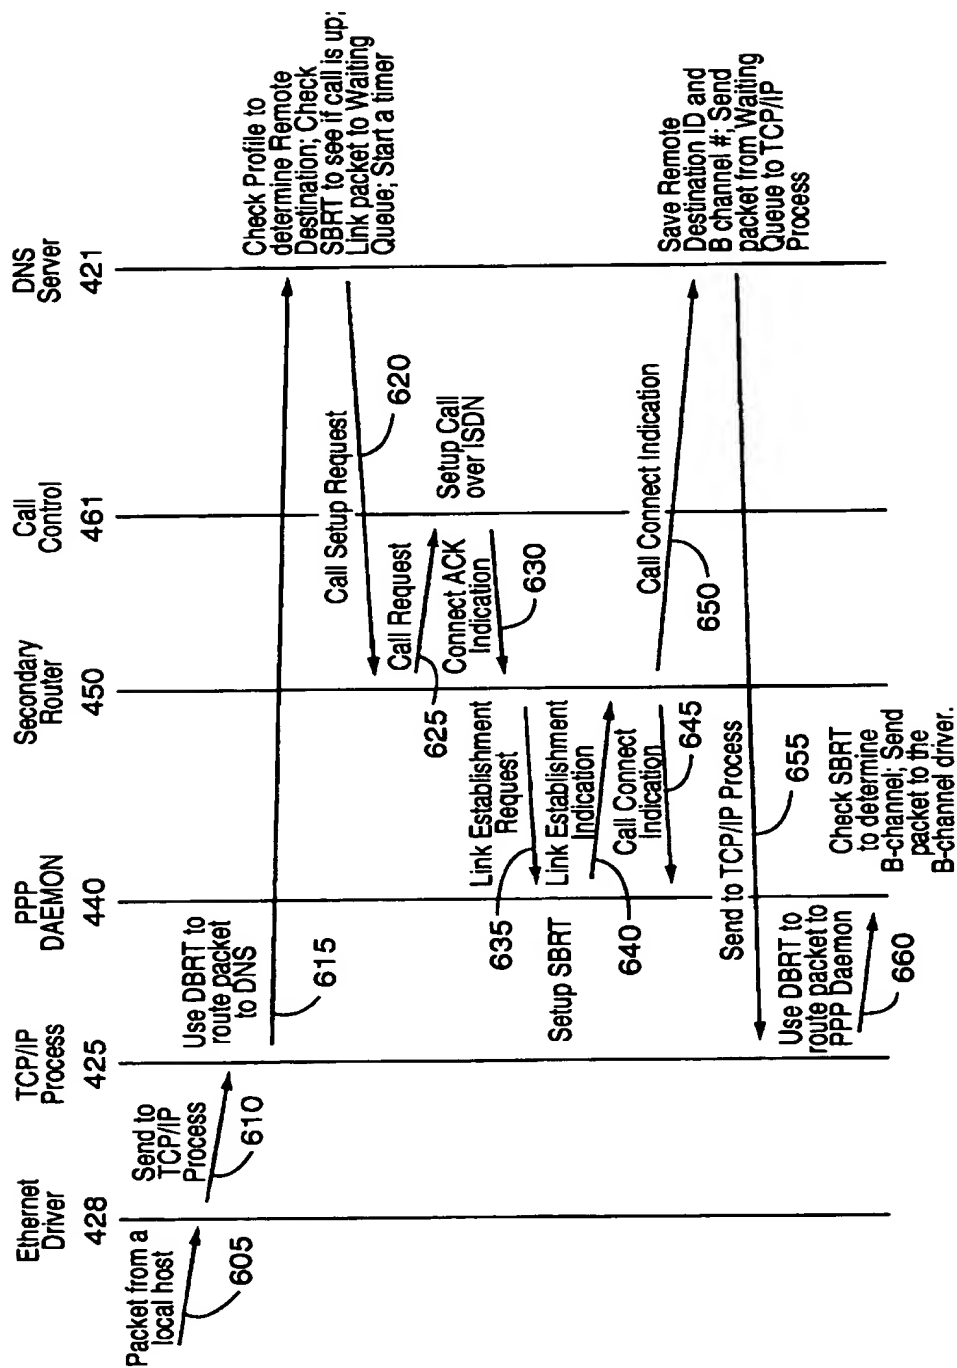 Ethernet
Driver
428
TCP/IP
Process
425
PPP
DAEMON
440
Secondary
Router
450
Call
Control
461
DNS
Server
421
Packet from a
local host
605
Send to
TCP/IP
Process
610
Use DBRT to
route packet
to DNS
615
Check Profile to
determine Remote
Destination; Check
SBRT to see if call is up;
Link packet to Waiting
Queue; Start a timer
Call Setup Request
620
Call Request
625
Setup Call
over ISDN
Connect ACK
Indication
630
Link Establishment
Request
635
Setup SBRT
Link Establishment
Indication
640
Call Connect
Indication
645
Call Connect Indication
650
Save Remote
Destination ID and
B channel #; Send
packet from Waiting
Queue to TCP/IP
Process
Send to TCP/IP Process
655
Use DBRT to
route packet to
PPP Daemon
660
Check SBRT
to determine
B-channel; Send
packet to the
B-channel driver.